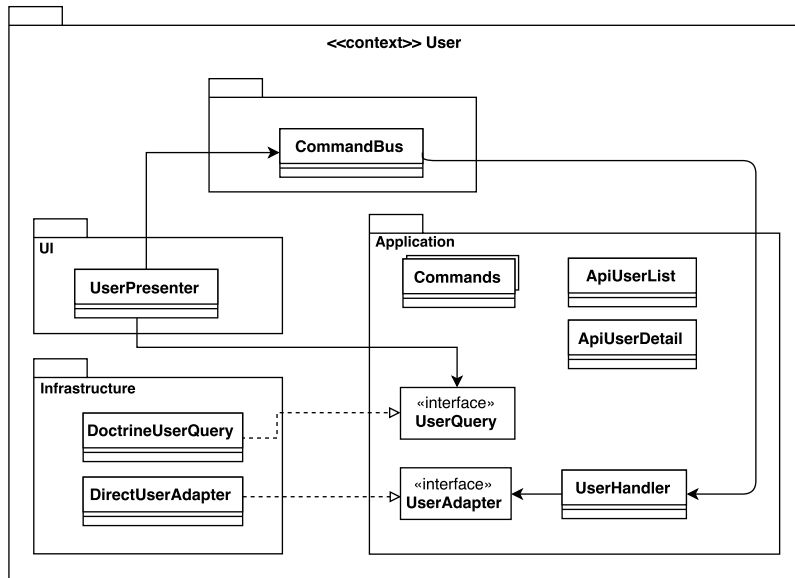 <<context>> User
CommandBus
UI
UserPresenter
Application
Commands
ApiUserList
ApiUserDetail
Infrastructure
«interface»
UserQuery
DoctrineUserQuery
«interface»
UserAdapter
DirectUserAdapter
UserHandler